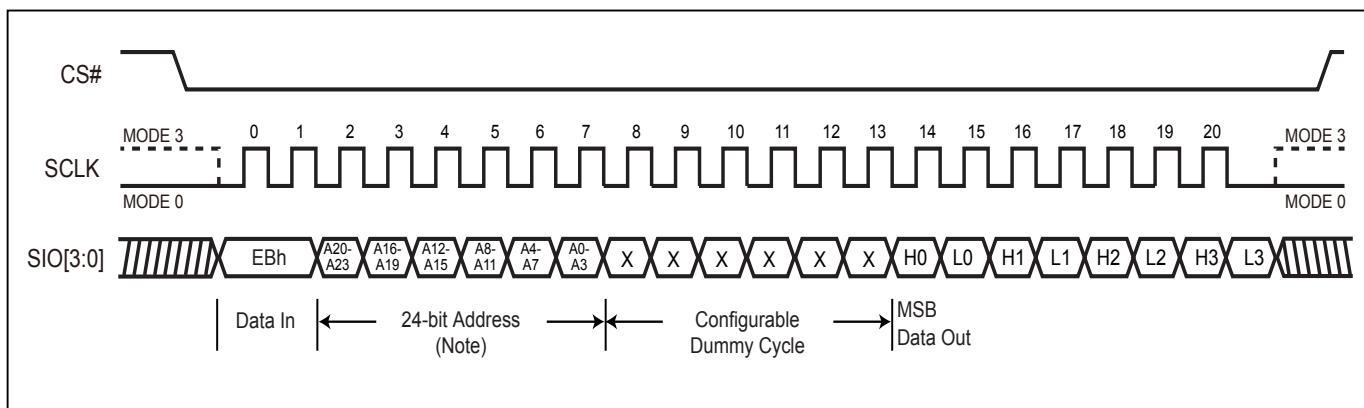 CS#
MODE 3
0 1 2 3 4 5 6 7 8 9 10 11 12 13 14 15 16 17 18 19 20
MODE 3
SCLK
MODE 0
MODE 0
SIO[3:0]
EBh
A20-
A23
A16-
A19
A12-
A15
A8-
A11
A4-
A7
A0-
A3
X X X X X X H0 L0 H1 L1 H2 L2 H3 L3
Data In
24-bit Address
(Note)
Configurable
Dummy Cycle
MSB
Data Out